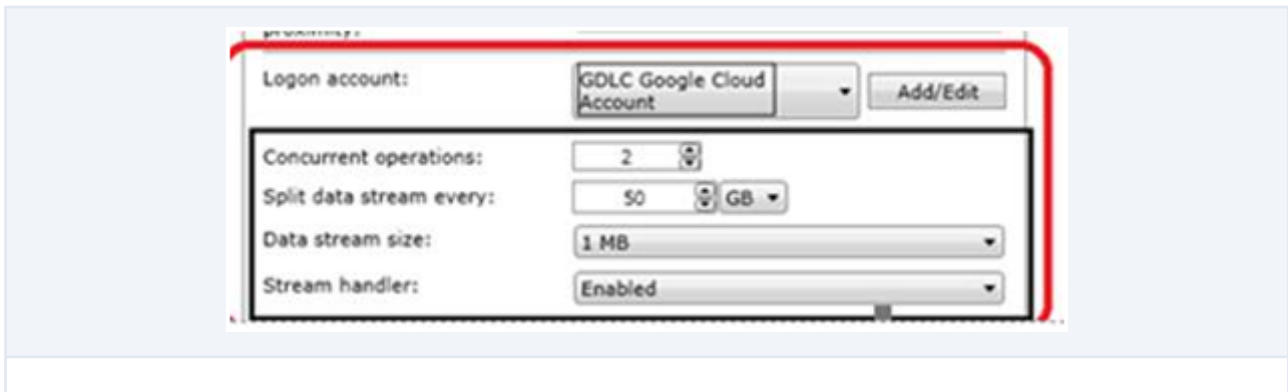 proximity:
Logon account:
GDLC Google Cloud
Account
Add/Edit
Concurrent operations:
2
Split data stream every:
50
GB
Data stream size:
1 MB
Stream handler:
Enabled